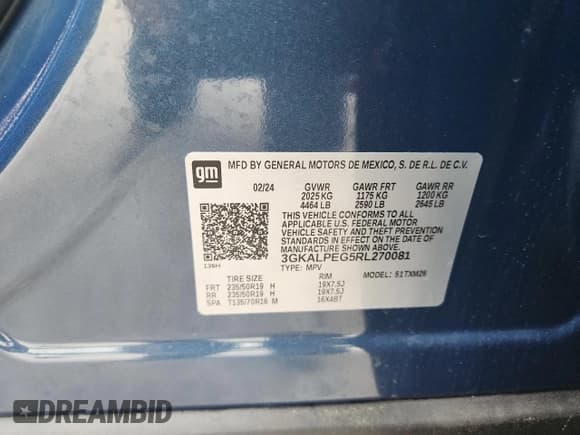 gm
MFD BY GENERAL MOTORS DE MEXICO, S. DE R.L. DE C.V.
02/24 GVWR GAWR FRT GAWR RR
2025 KG 1175 KG 1200 KG
4464 LB 2590 LB 2645 LB
THIS VEHICLE CONFORMS TO ALL
APPLICABLE U.S. FEDERAL MOTOR
VEHICLE SAFETY AND THEFT
PREVENTION STANDARDS IN EFFECT ON
THE DATE OF MANUFACTURE SHOWN ABOVE.
3GKALPEG5RL270081
TYPE: MPV MODEL: 51TXM26
136H
TIRE SIZE RIM
FRT 235/50R19 H 19X7.5J
RR 235/50R19 H 19X7.5J
SPA T135/70R16 M 16X4BT
DREAMBID